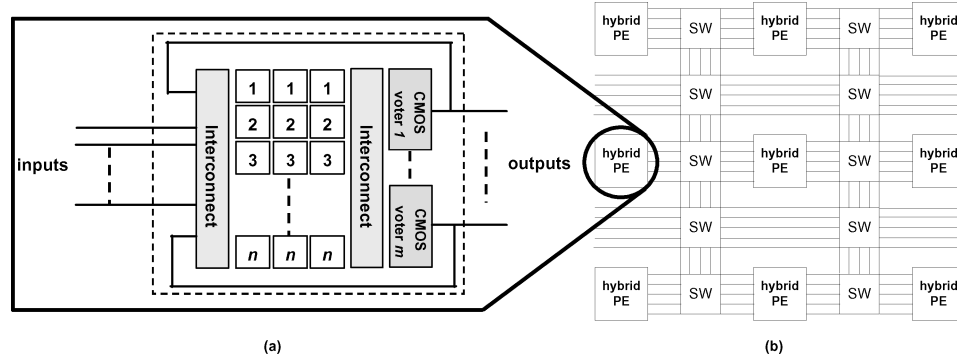 inputs
Interconnect
1 1 1
2 2 2
3 3 3
n n n
Interconnect
CMOS
voter 1
CMOS
voter m
outputs
(a)
hybrid
PE
SW
hybrid
PE
SW
hybrid
PE
SW
SW
hybrid
PE
SW
hybrid
PE
SW
hybrid
PE
SW
SW
hybrid
PE
SW
hybrid
PE
SW
hybrid
PE
(b)